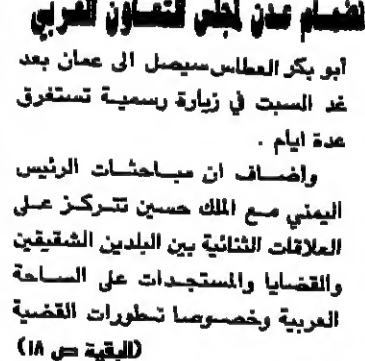 انضمام عدن لمجلس التعاون العربي
أبو بكر العطاس سيصل الى عمان بعد
غد السبت في زيارة رسمية تستغرق
عدة ايام .
واضاف ان مباحثات الرئيس
اليمني مع الملك حسين تتركز على
العلاقات الثنائية بين البلدين الشقيقين
والقضايا والمستجدات على الساحة
العربية وخصوصا تطورات القضية
(البقية ص ١٨)